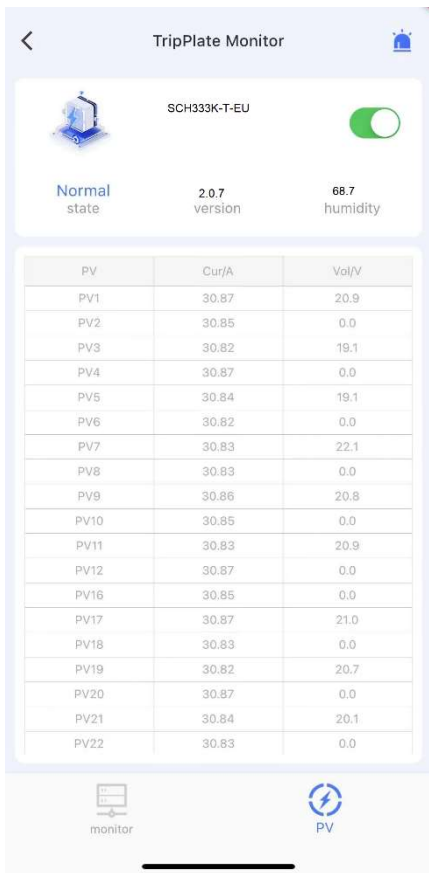 TripPlate Monitor
SCH333K-T-EU
Normal 2.0.7 68.7
state version humidity
PV Cur/A Vol/V
PV1 30.87 20.9
PV2 30.85 0.0
PV3 30.82 19.1
PV4 30.87 0.0
PV5 30.84 19.1
PV6 30.82 0.0
PV7 30.83 22.1
PV8 30.83 0.0
PV9 30.86 20.8
PV10 30.85 0.0
PV11 30.83 20.9
PV12 30.87 0.0
PV16 30.85 0.0
PV17 30.87 21.0
PV18 30.83 0.0
PV19 30.82 20.7
PV20 30.87 0.0
PV21 30.84 20.1
PV22 30.83 0.0
monitor PV